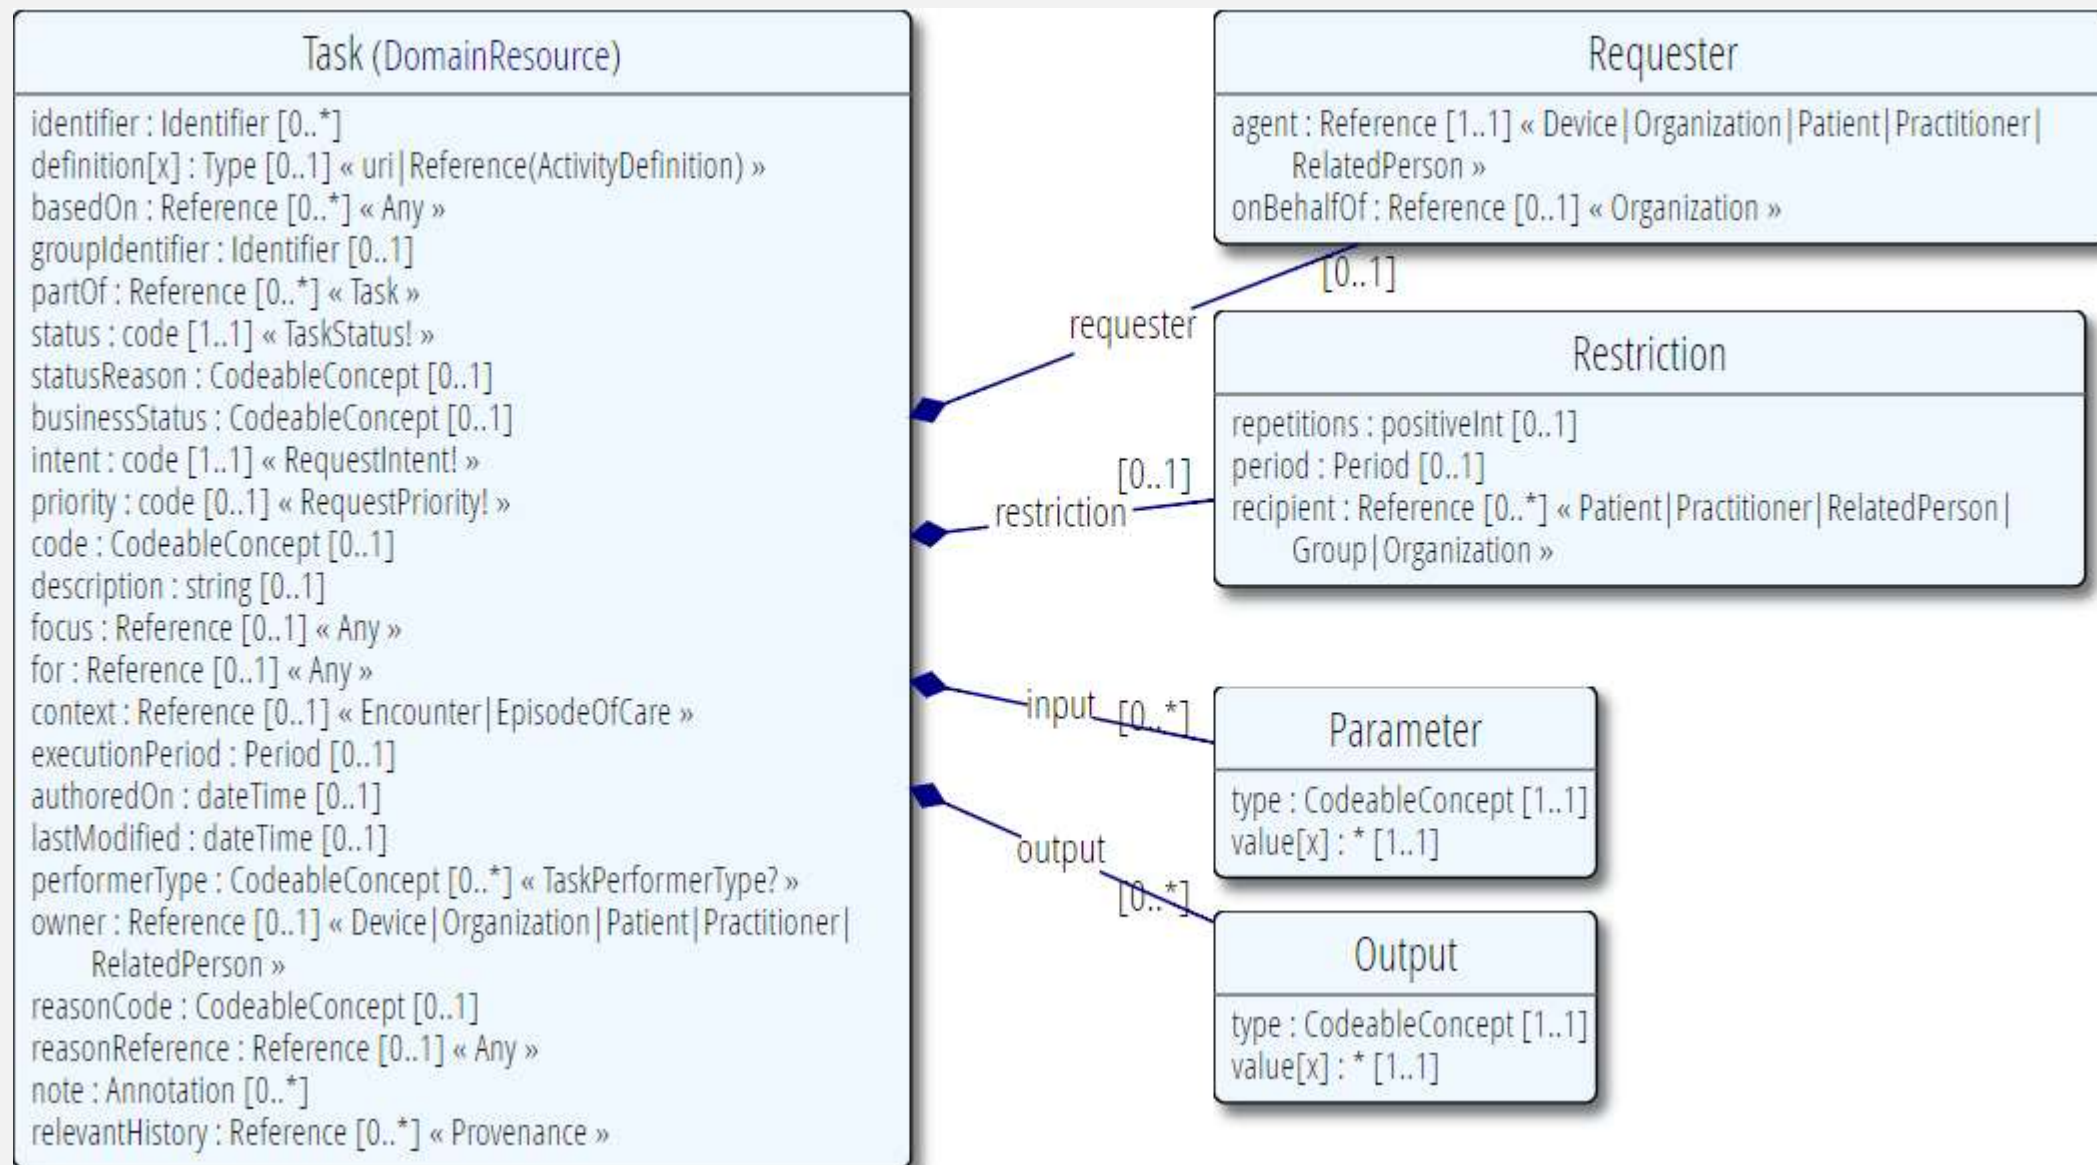 Task (DomainResource)
identifier : Identifier [0..*]
definition[x] : Type [0..1] « uri|Reference(ActivityDefinition) »
basedOn : Reference [0..*] « Any »
groupIdentifier : Identifier [0..1]
partOf : Reference [0..*] « Task »
status : code [1..1] « TaskStatus! »
statusReason : CodeableConcept [0..1]
businessStatus : CodeableConcept [0..1]
intent : code [1..1] « RequestIntent! »
priority : code [0..1] « RequestPriority! »
code : CodeableConcept [0..1]
description : string [0..1]
focus : Reference [0..1] « Any »
for : Reference [0..1] « Any »
context : Reference [0..1] « Encounter|EpisodeOfCare »
executionPeriod : Period [0..1]
authoredOn : dateTime [0..1]
lastModified : dateTime [0..1]
performerType : CodeableConcept [0..*] « TaskPerformerType? »
owner : Reference [0..1] « Device|Organization|Patient|Practitioner|
RelatedPerson »
reasonCode : CodeableConcept [0..1]
reasonReference : Reference [0..1] « Any »
note : Annotation [0..*]
relevantHistory : Reference [0..*] « Provenance »
requester
[0..1]
restriction
[0..1]
input
[0..*]
output
[0..*]
Requester
agent : Reference [1..1] « Device|Organization|Patient|Practitioner|
RelatedPerson »
onBehalfOf : Reference [0..1] « Organization »
Restriction
repetitions : positiveInt [0..1]
period : Period [0..1]
recipient : Reference [0..*] « Patient|Practitioner|RelatedPerson|
Group|Organization »
Parameter
type : CodeableConcept [1..1]
value[x] : * [1..1]
Output
type : CodeableConcept [1..1]
value[x] : * [1..1]